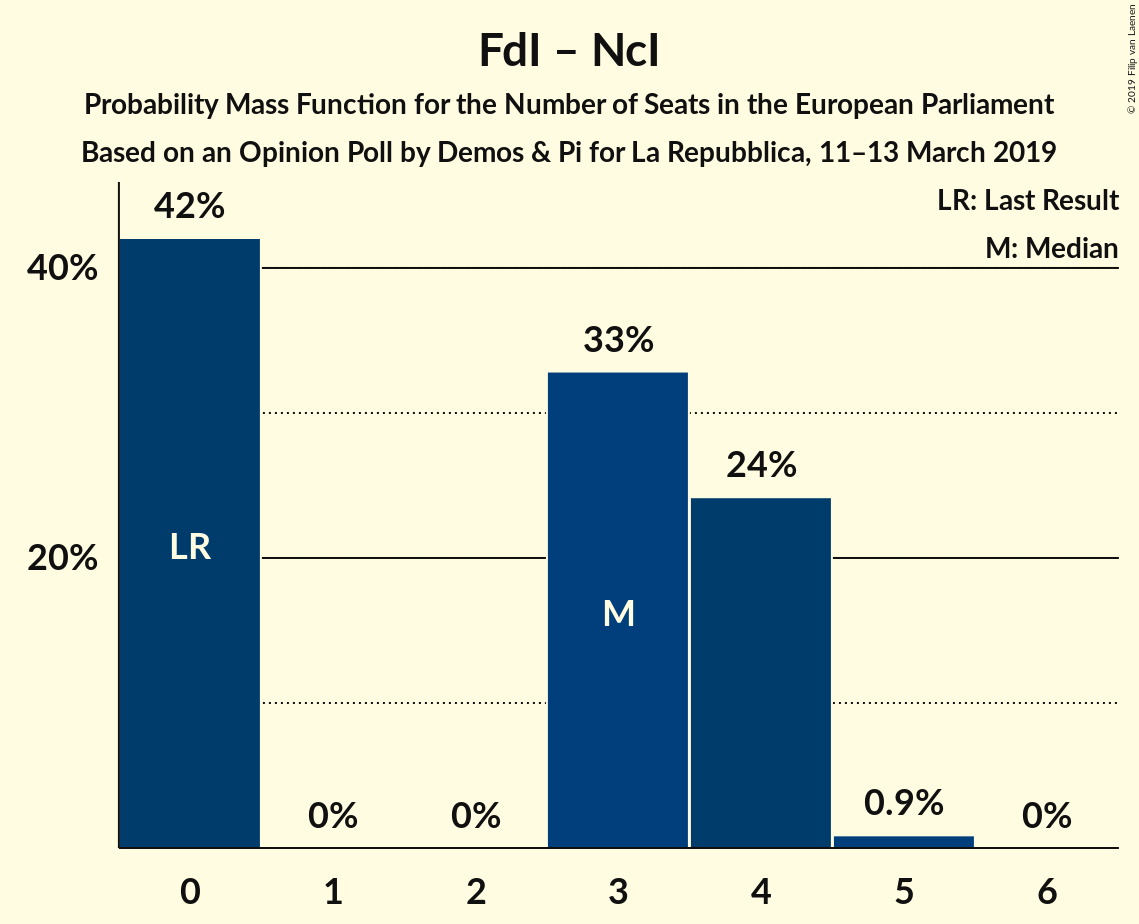 FdI – NcI
Probability Mass Function for the Number of Seats in the European Parliament
Based on an Opinion Poll by Demos & Pi for La Repubblica, 11–13 March 2019
© 2019 Filip van Laenen
LR: Last Result
M: Median
42%
40%
33%
24%
LR
20%
M
0%
0%
0.9%
0%
0
1
2
3
4
5
6